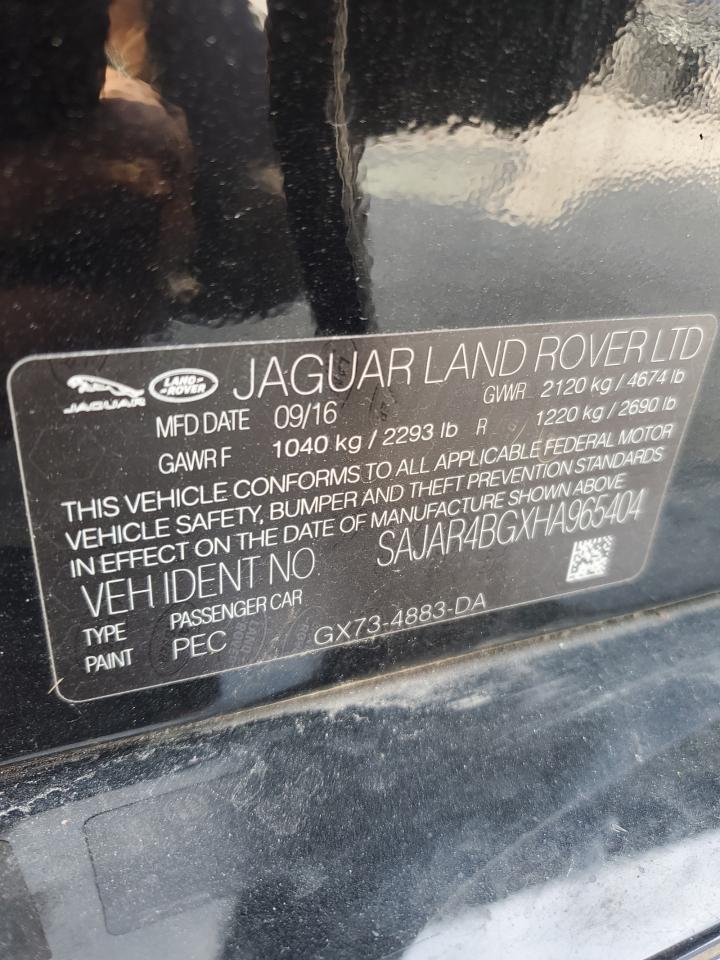 JAGUAR LAND ROVER JAGUAR LAND ROVER LTD
MFD DATE 09/16 GWR 2120 kg / 4674 lb
GAWR F 1040 kg / 2293 lb R 1220 kg / 2690 lb
THIS VEHICLE CONFORMS TO ALL APPLICABLE FEDERAL MOTOR
VEHICLE SAFETY, BUMPER AND THEFT PREVENTION STANDARDS
IN EFFECT ON THE DATE OF MANUFACTURE SHOWN ABOVE
VEH IDENT NO SAJAR4BGXHA965404
TYPE PASSENGER CAR
PAINT PEC GX73-4883-DA